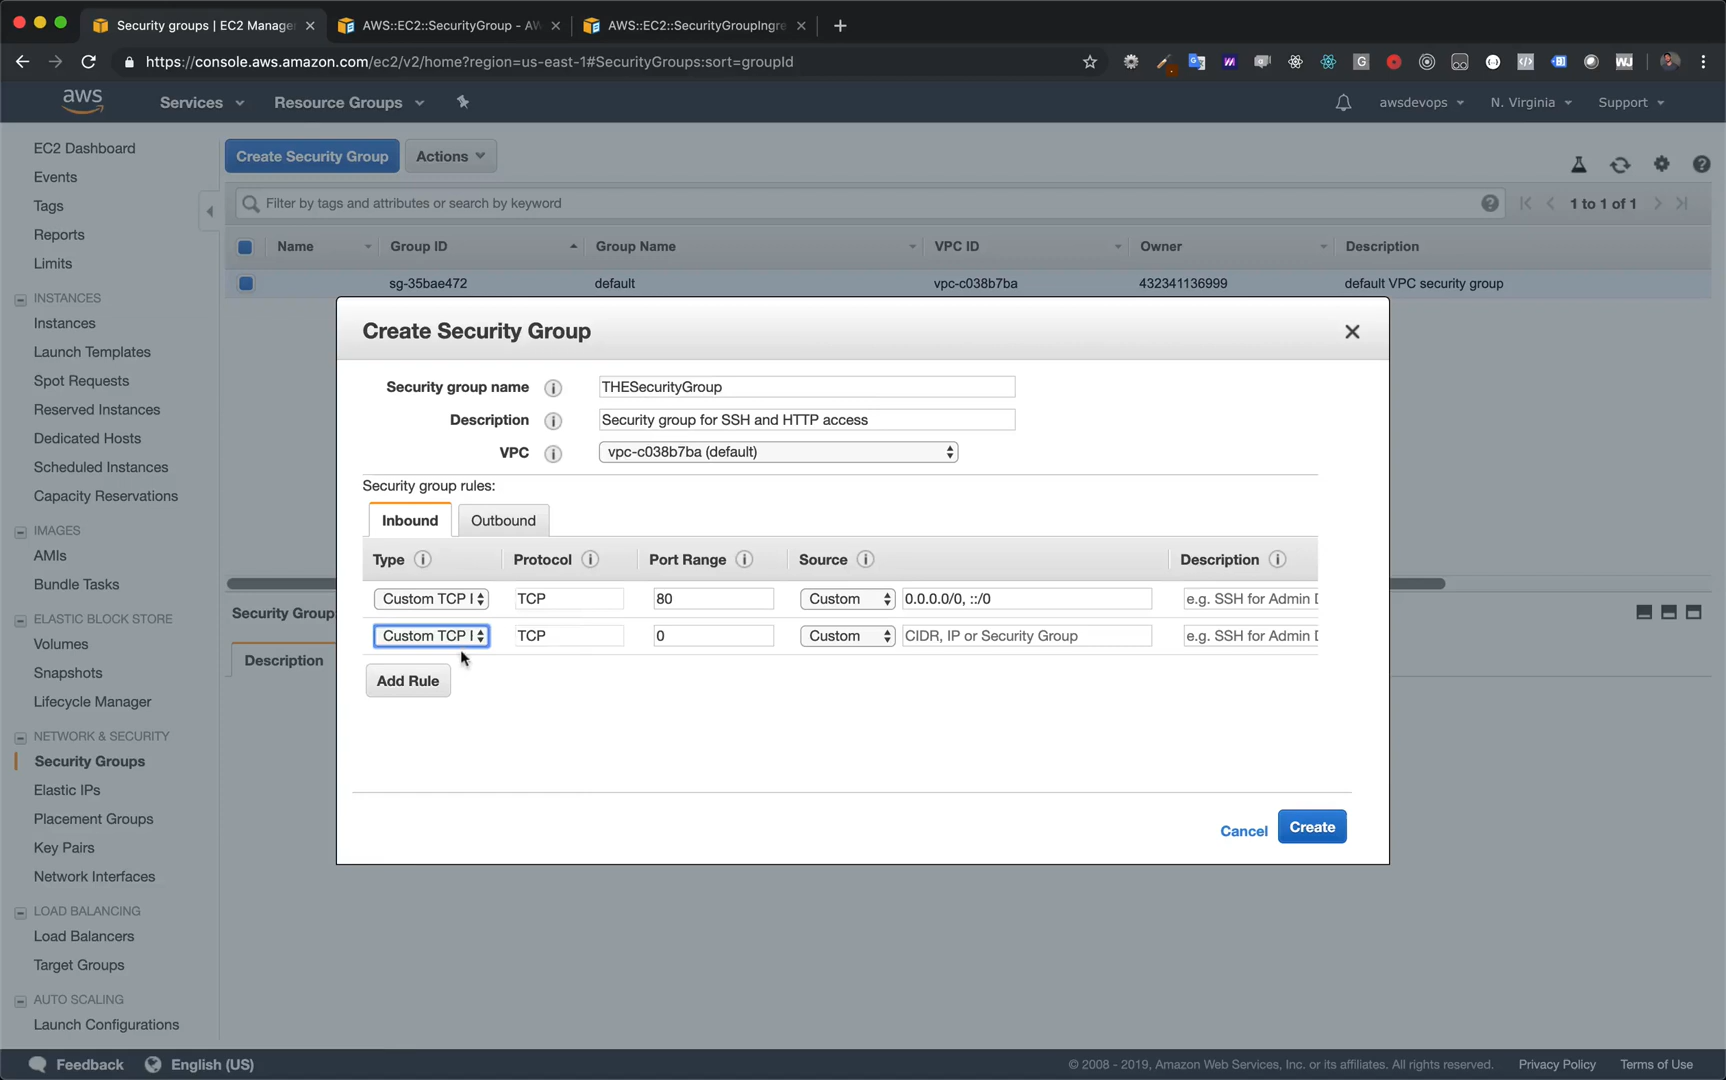 Security groups | EC2 Manage
AWS::EC2::SecurityGroup - AW
AWS::EC2::SecurityGroupIngre
https://console.aws.amazon.com/ec2/v2/home?region=us-east-1#SecurityGroups:sort=groupId
aws
Services
Resource Groups
awsdevops
N. Virginia
Support
EC2 Dashboard
Events
Tags
Reports
Limits
INSTANCES
Instances
Launch Templates
Spot Requests
Reserved Instances
Dedicated Hosts
Scheduled Instances
Capacity Reservations
IMAGES
AMIs
Bundle Tasks
ELASTIC BLOCK STORE
Volumes
Snapshots
Lifecycle Manager
NETWORK & SECURITY
Security Groups
Elastic IPs
Placement Groups
Key Pairs
Network Interfaces
LOAD BALANCING
Load Balancers
Target Groups
AUTO SCALING
Launch Configurations
Create Security Group
Actions
Filter by tags and attributes or search by keyword
1 to 1 of 1
Name Group ID Group Name VPC ID Owner Description
sg-35bae472 default vpc-c038b7ba 432341136999 default VPC security group
Security Group:
Description
Create Security Group
Security group name THESecurityGroup
Description Security group for SSH and HTTP access
VPC vpc-c038b7ba (default)
Security group rules:
Inbound Outbound
Type Protocol Port Range Source Description
Custom TCP TCP 80 Custom 0.0.0.0/0, ::/0 e.g. SSH for Admin D
Custom TCP TCP 0 Custom CIDR, IP or Security Group e.g. SSH for Admin D
Add Rule
Cancel Create
Feedback
English (US)
© 2008 - 2019, Amazon Web Services, Inc. or its affiliates. All rights reserved.
Privacy Policy
Terms of Use